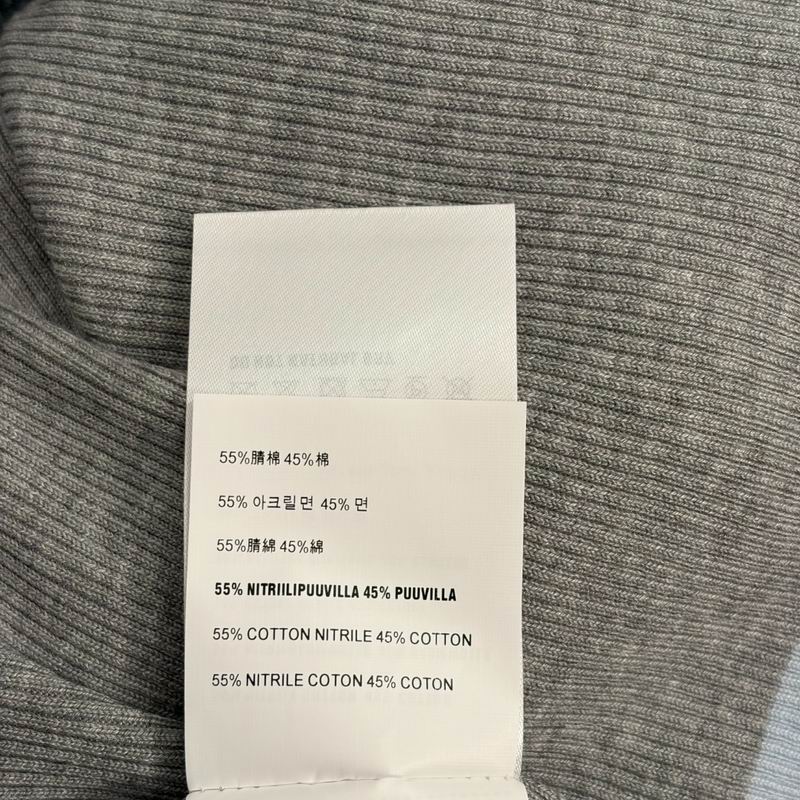 55%腈棉 45%棉
55% 아크릴면 45% 면
55%腈綿 45%綿
55% NITRIILIPUUVILLA 45% PUUVILLA
55% COTTON NITRILE 45% COTTON
55% NITRILE COTON 45% COTON